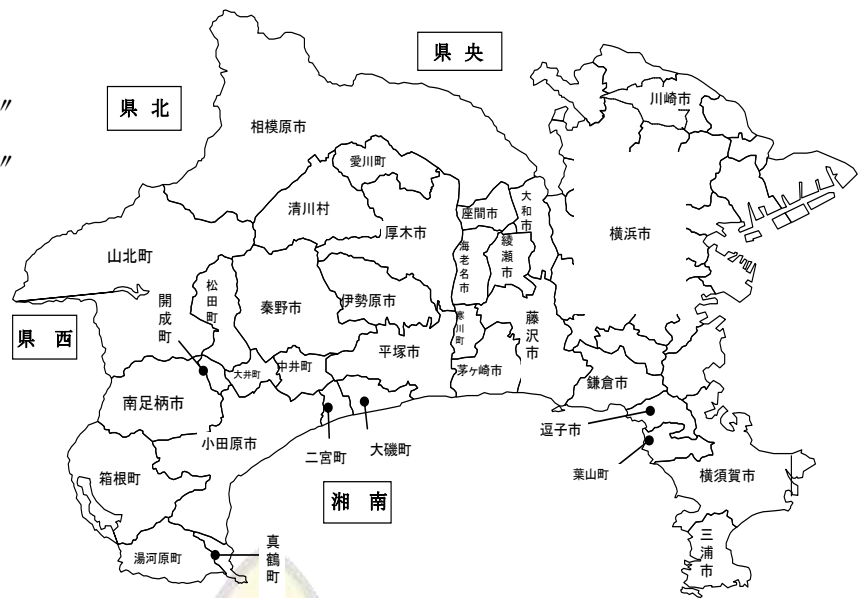 県央
〃
県北
川崎市
相模原市
〃
愛川町
大和市
清川村
座間市
厚木市
横浜市
綾瀬市
山北町
海老名市
松田町
開成町
秦野市
伊勢原市
県西
寒川町
藤沢市
平塚市
大井町
中井町
茅ヶ崎市
鎌倉市
南足柄市
逗子市
小田原市
二宮町
大磯町
箱根町
葉山町
横須賀市
湘南
真鶴町
三浦市
湯河原町